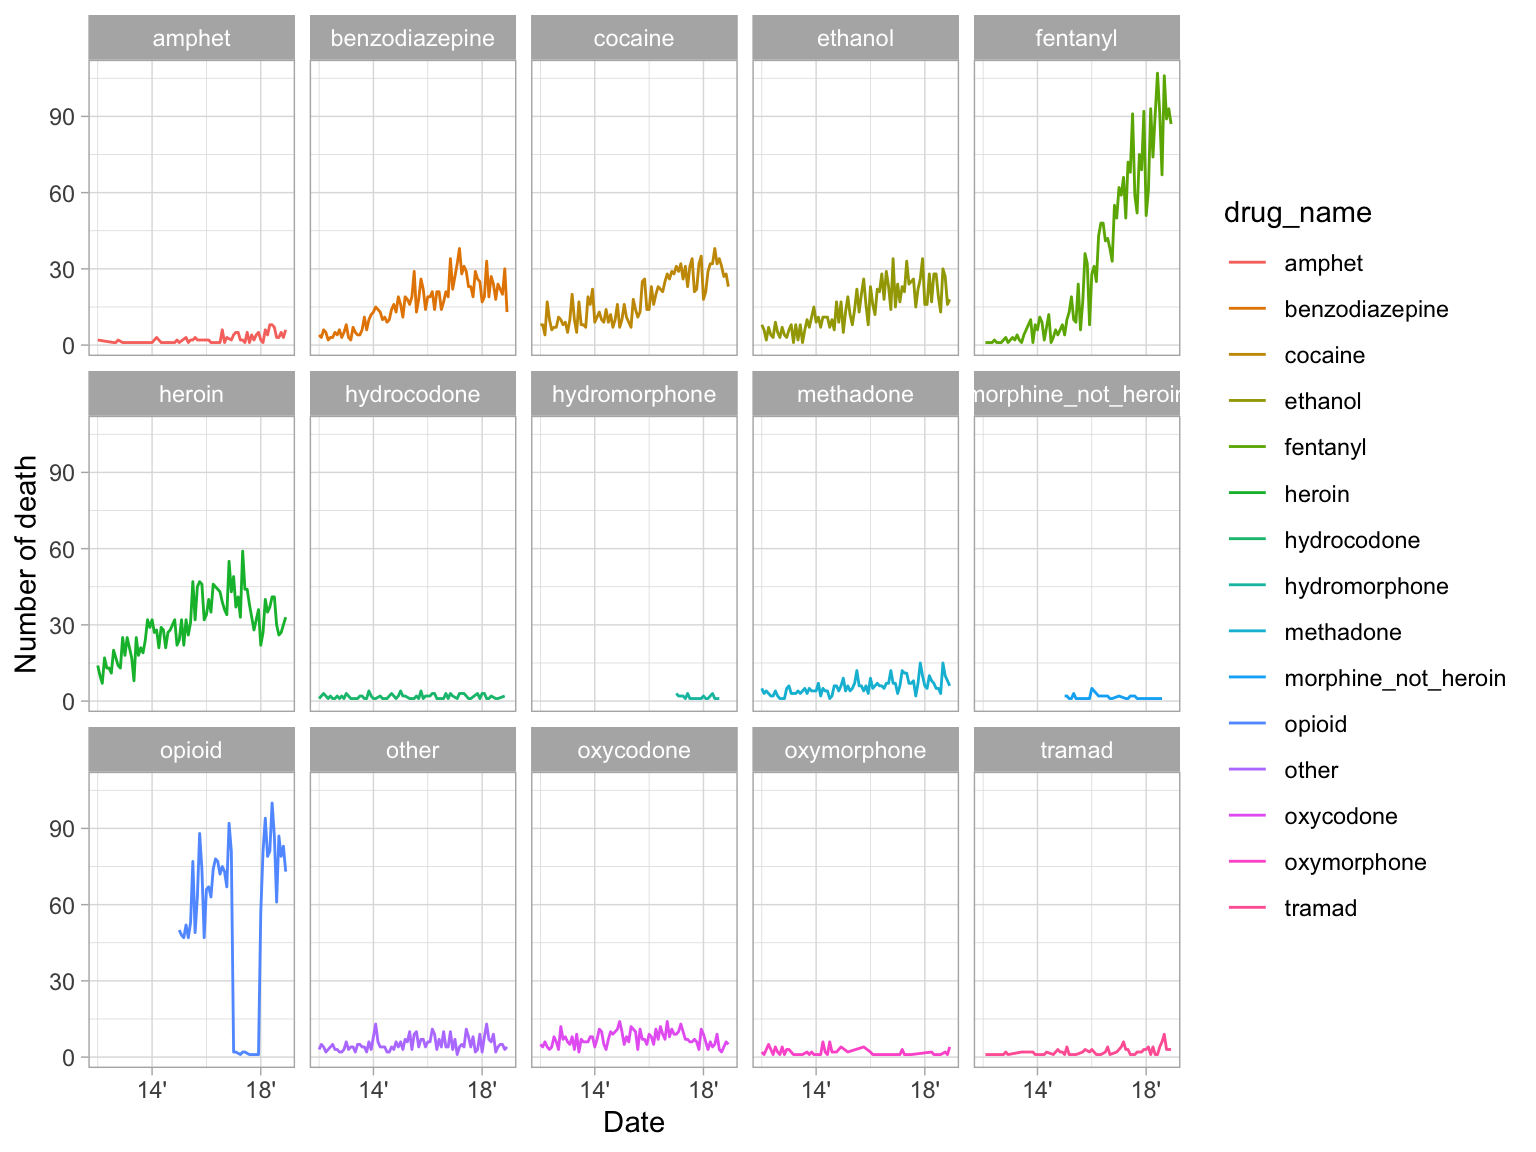 amphet benzodiazepine cocaine ethanol fentanyl
90
60
30
0
heroin hydrocodone hydromorphone methadone morphine_not_heroin
90
60
30
0
opioid other oxycodone oxymorphone tramad
90
60
30
0
14' 18' 14' 18' 14' 18' 14' 18' 14' 18'
Date
Number of death
drug_name
amphet
benzodiazepine
cocaine
ethanol
fentanyl
heroin
hydrocodone
hydromorphone
methadone
morphine_not_heroin
opioid
other
oxycodone
oxymorphone
tramad